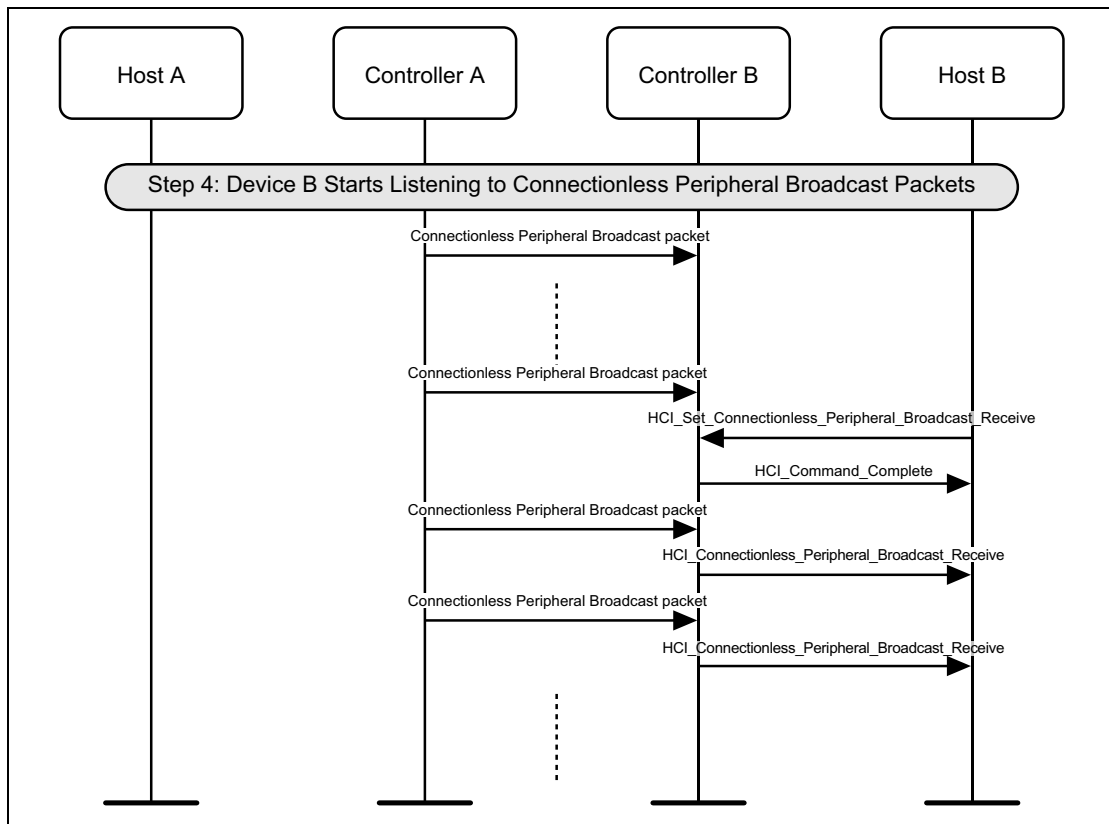 Host A
Controller A
Controller B
Host B
Step 4: Device B Starts Listening to Connectionless Peripheral Broadcast Packets
Connectionless Peripheral Broadcast packet
Connectionless Peripheral Broadcast packet
HCI_Set_Connectionless_Peripheral_Broadcast_Receive
HCI_Command_Complete
Connectionless Peripheral Broadcast packet
HCI_Connectionless_Peripheral_Broadcast_Receive
Connectionless Peripheral Broadcast packet
HCI_Connectionless_Peripheral_Broadcast_Receive